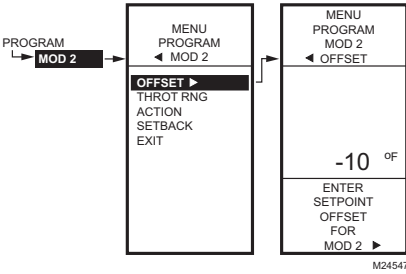 PROGRAM
MOD 2
MENU
PROGRAM
◄ MOD 2
OFFSET ►
THROT RNG
ACTION
SETBACK
EXIT
MENU
PROGRAM
MOD 2
◄ OFFSET
-10 ºF
ENTER
SETPOINT
OFFSET
FOR
MOD 2 ►
M24547